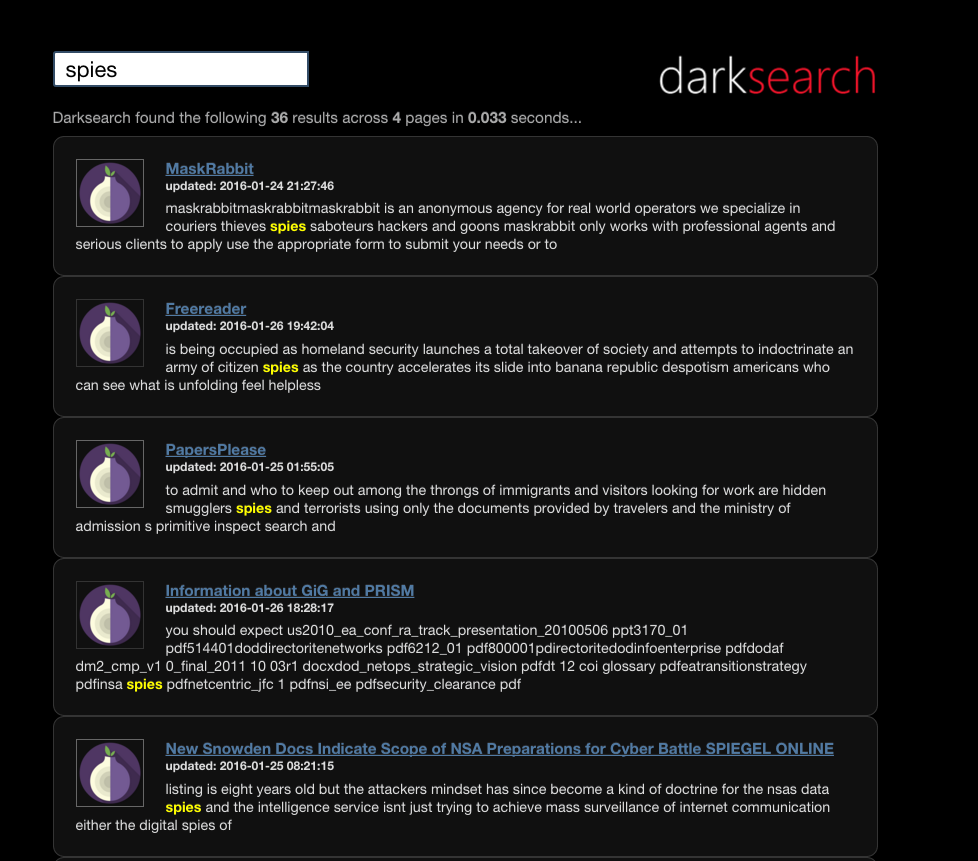 spies
darksearch
Darksearch found the following 36 results across 4 pages in 0.033 seconds...
MaskRabbit
updated: 2016-01-24 21:27:46
maskrabbitmaskrabbitmaskrabbit is an anonymous agency for real world operators we specialize in
couriers thieves spies saboteurs hackers and goons maskrabbit only works with professional agents and
serious clients to apply use the appropriate form to submit your needs or to
Freereader
updated: 2016-01-26 19:42:04
is being occupied as homeland security launches a total takeover of society and attempts to indoctrinate an
army of citizen spies as the country accelerates its slide into banana republic despotism americans who
can see what is unfolding feel helpless
PapersPlease
updated: 2016-01-25 01:55:05
to admit and who to keep out among the throngs of immigrants and visitors looking for work are hidden
smugglers spies and terrorists using only the documents provided by travelers and the ministry of
admission s primitive inspect search and
Information about GiG and PRISM
updated: 2016-01-26 18:28:17
you should expect us2010_ea_conf_ra_track_presentation_20100506 ppt3170_01
pdf514401doddirectoritenetworks pdf6212_01 pdf800001pdirectoritedodinfoenterprise pdfdodaf
dm2_cmp_v1 0_final_2011 10 03r1 docxdod_netops_strategic_vision pdfdt 12 coi glossary pdfeatransitionstrategy
pdfinsa spies pdfnetcentric_jfc 1 pdfnsi_ee pdfsecurity_clearance pdf
New Snowden Docs Indicate Scope of NSA Preparations for Cyber Battle SPIEGEL ONLINE
updated: 2016-01-25 08:21:15
listing is eight years old but the attackers mindset has since become a kind of doctrine for the nsas data
spies and the intelligence service isnt just trying to achieve mass surveillance of internet communication
either the digital spies of